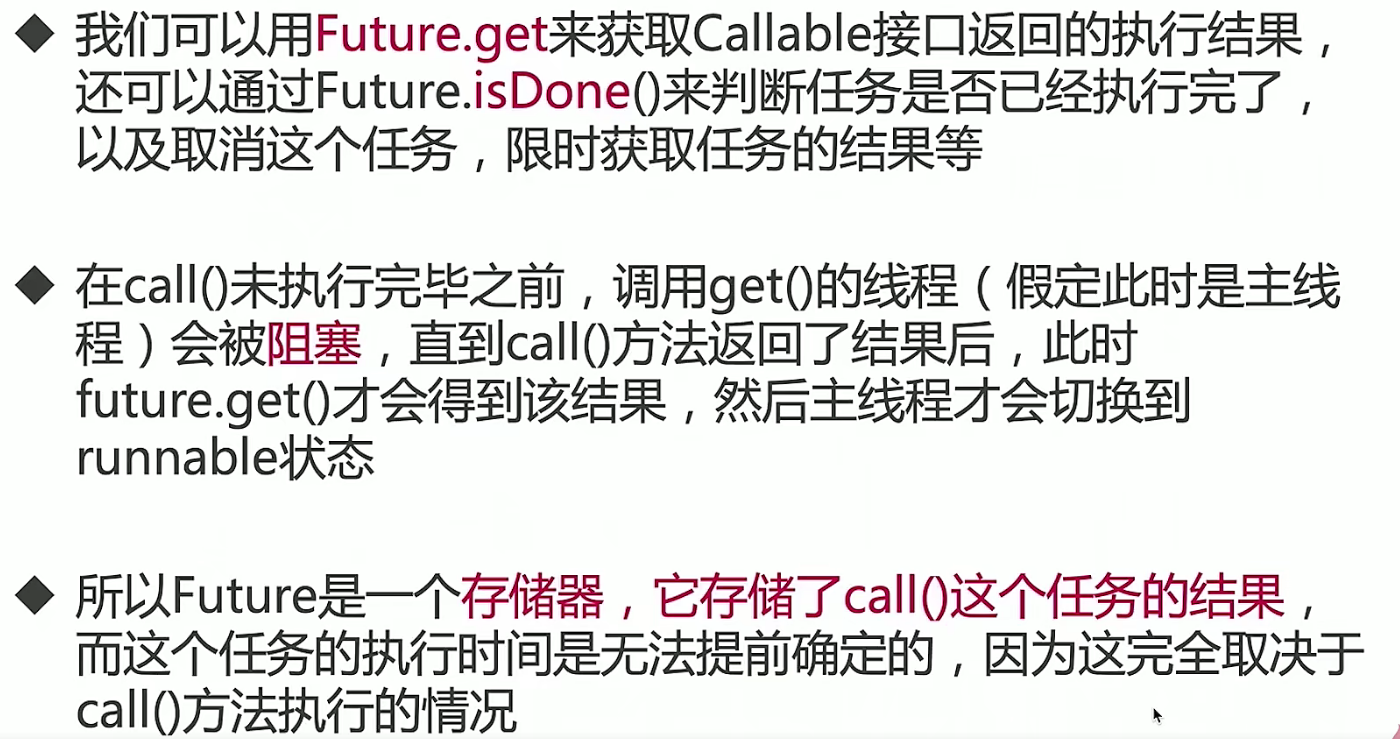 ◆ 我们可以用Future.get来获取Callable接口返回的执行结果，
还可以通过Future.isDone()来判断任务是否已经执行完了，
以及取消这个任务，限时获取任务的结果等
◆ 在call()未执行完毕之前，调用get()的线程（假定此时是主线
程）会被阻塞，直到call()方法返回了结果后，此时
future.get()才会得到该结果，然后主线程才会切换到
runnable状态
◆ 所以Future是一个存储器，它存储了call()这个任务的结果，
而这个任务的执行时间是无法提前确定的，因为这完全取决于
call()方法执行的情况